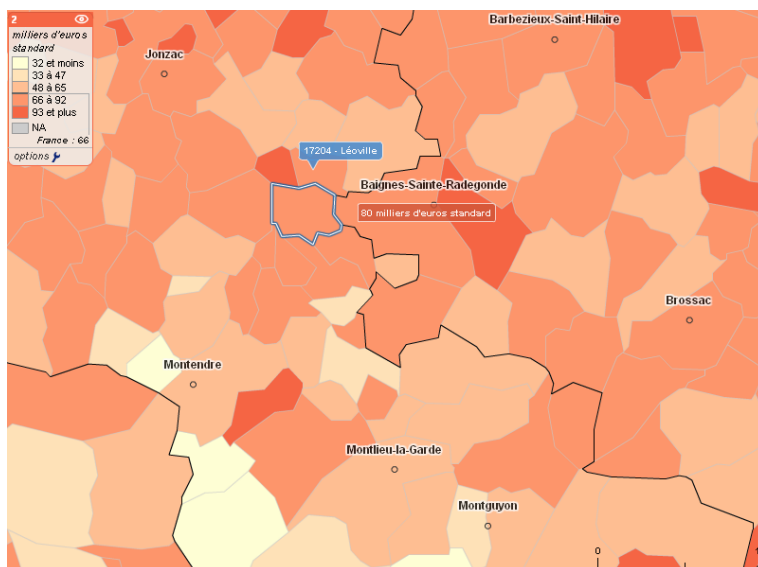 2
milliers d'euros
standard
32 et moins
33 à 47
48 à 65
66 à 92
93 et plus
NA
France : 66
options
Barbezieux-Saint-Hilaire
Jonzac
17204 - Léoville
Baignes-Sainte-Radegonde
80 milliers d'euros standard
Brossac
Montendre
Montlieu-la-Garde
Montguyon
0